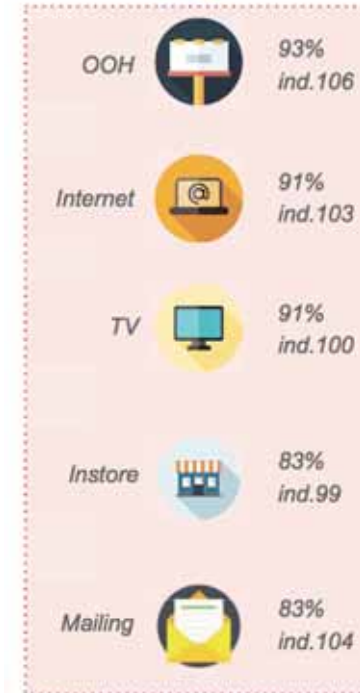 OOH
93%
ind.106
Internet
@
91%
ind.103
TV
91%
ind.100
Instore
83%
ind.99
Mailing
83%
ind.104